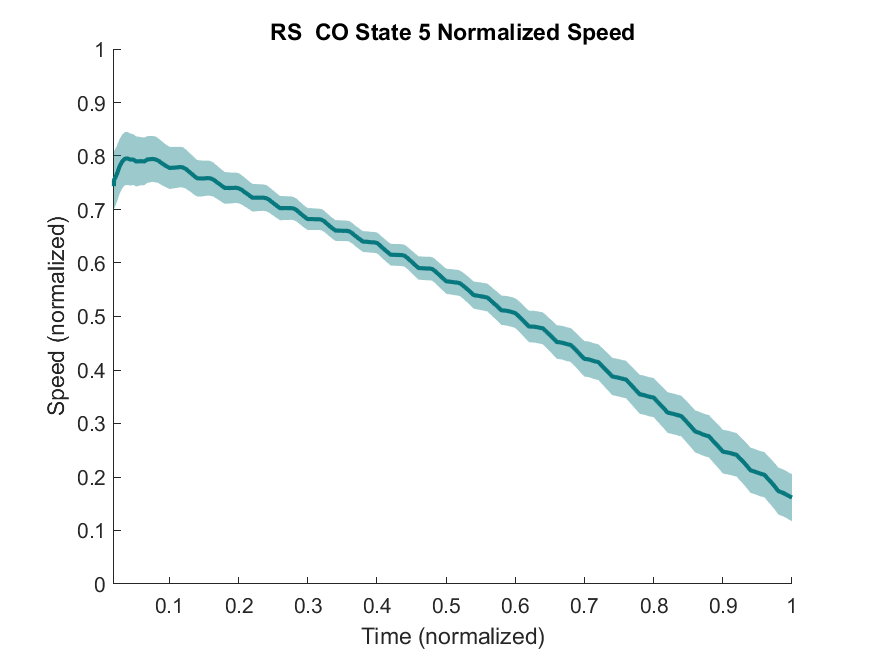 RS  CO State 5 Normalized Speed
1
0.9
0.8
0.7
0.6
0.5
0.4
0.3
0.2
0.1
0
Speed (normalized)
0.1 0.2 0.3 0.4 0.5 0.6 0.7 0.8 0.9 1
Time (normalized)